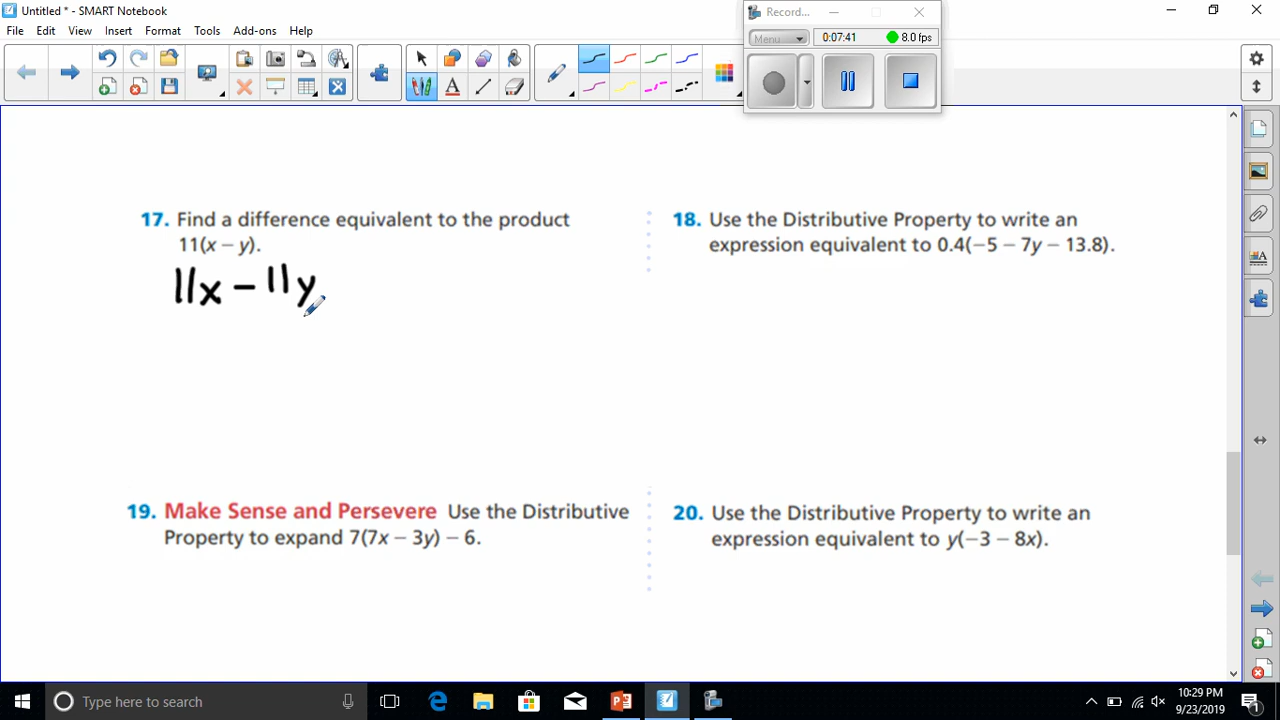 Untitled * - SMART Notebook
Record...
File Edit View Insert Format Tools Add-ons Help
Menu 0:07:41 8.0 fps
17. Find a difference equivalent to the product
11(x – y).
11x – 11y
18. Use the Distributive Property to write an
expression equivalent to 0.4(–5 – 7y – 13.8).
19. Make Sense and Persevere Use the Distributive
Property to expand 7(7x – 3y) – 6.
20. Use the Distributive Property to write an
expression equivalent to y(–3 – 8x).
Type here to search
10:29 PM
9/23/2019
1